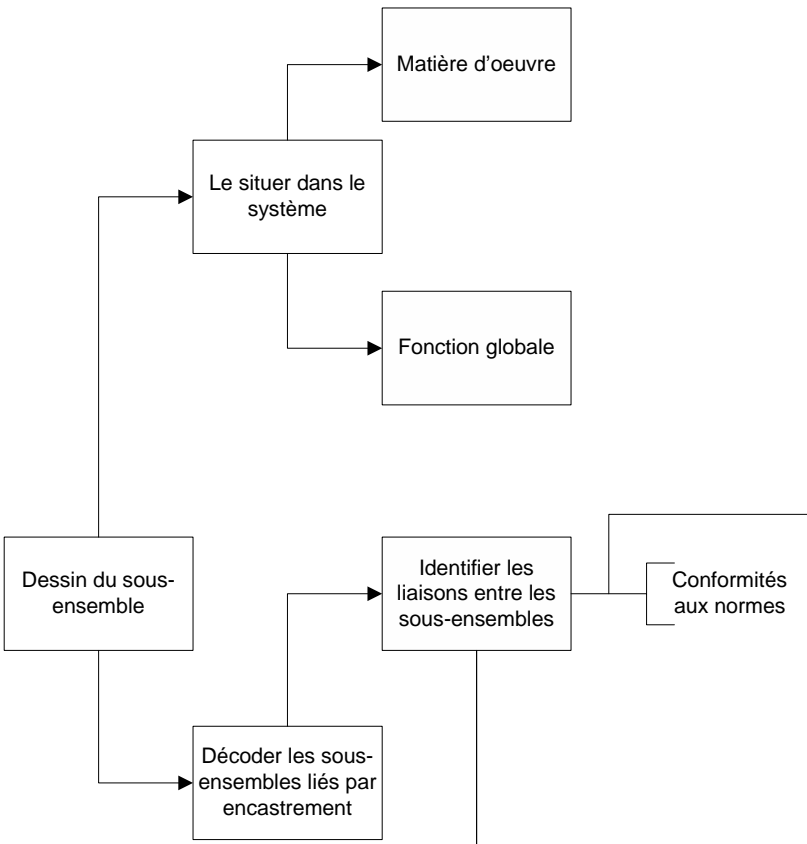 Matière d'oeuvre
Le situer dans le
système
Fonction globale
Dessin du sous-
ensemble
Identifier les
liaisons entre les
sous-ensembles
Conformités
aux normes
Décoder les sous-
ensembles liés par
encastrement